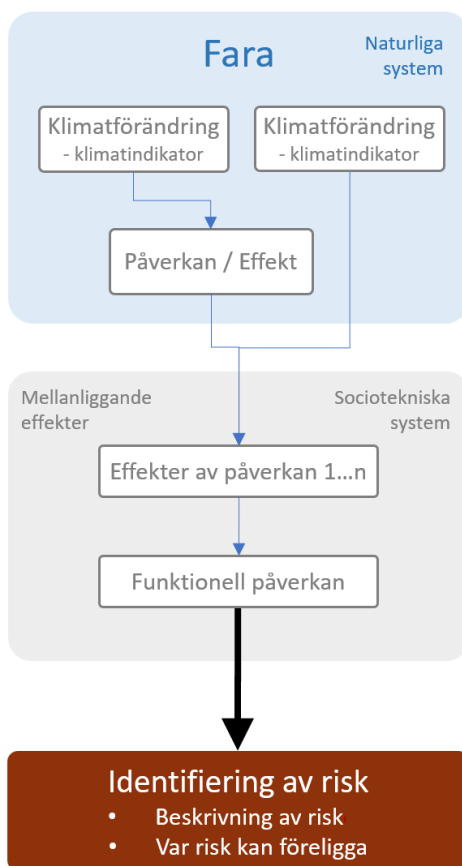 Fara
Naturliga
system
Klimatförändring
- klimatindikator
Klimatförändring
- klimatindikator
Påverkan / Effekt
Mellanliggande
effekter
Sociotekniska
system
Effekter av påverkan 1...n
Funktionell påverkan
Identifiering av risk
• Beskrivning av risk
• Var risk kan föreligga